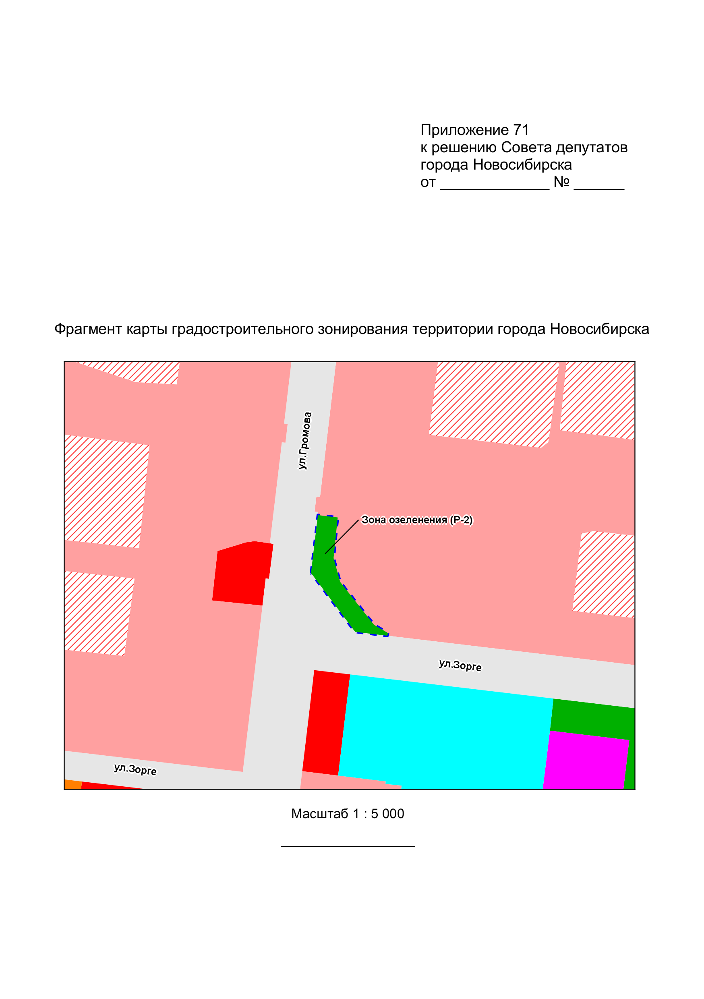 Приложение 71
к решению Совета депутатов
города Новосибирска
от _____________ № ______
Фрагмент карты градостроительного зонирования территории города Новосибирска
ул.Громова
Зона озеленения (Р-2)
ул.Зорге
ул.Зорге
Масштаб 1 : 5 000